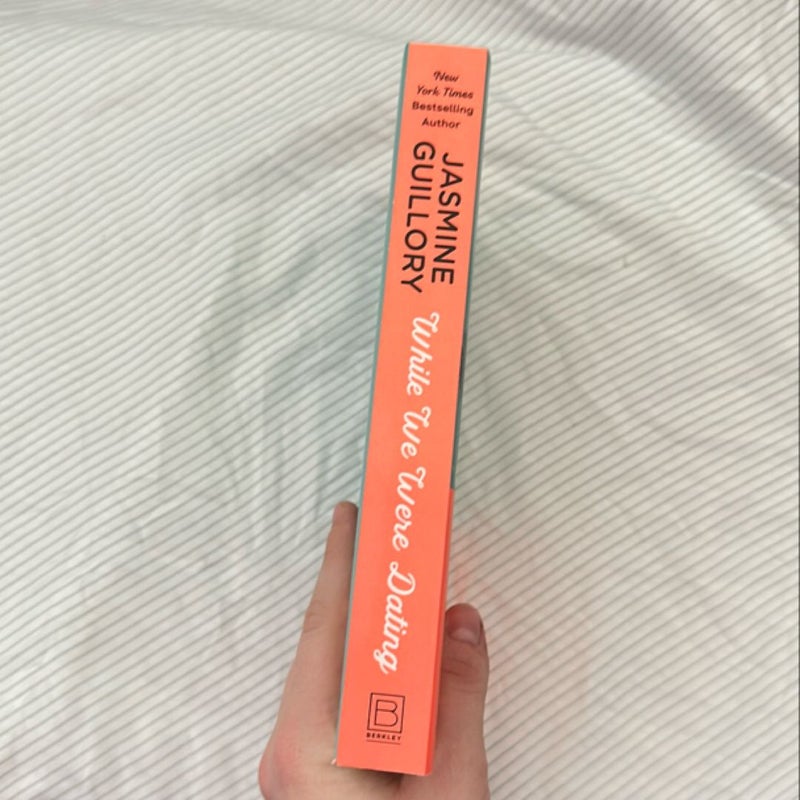 New
York Times
Bestselling
Author
JASMINE
GUILLORY
While We Were Dating
B
BERKLEY